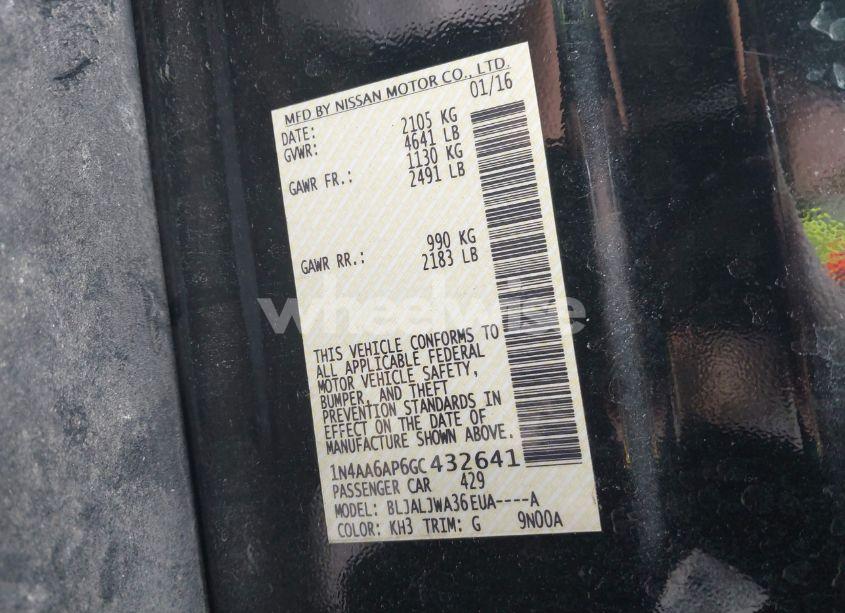 MFD BY NISSAN MOTOR CO., LTD.
DATE: 01/16
GVWR: 2105 KG
4641 LB
GAWR FR.: 1130 KG
2491 LB
GAWR RR.: 990 KG
2183 LB
wheelwise
THIS VEHICLE CONFORMS TO
ALL APPLICABLE FEDERAL
MOTOR VEHICLE SAFETY,
BUMPER, AND THEFT
PREVENTION STANDARDS IN
EFFECT ON THE DATE OF
MANUFACTURE SHOWN ABOVE.
1N4AA6AP6GC432641
PASSENGER CAR 429
MODEL: BLJALJWA36EUA----A
COLOR: KH3 TRIM: G 9N00A